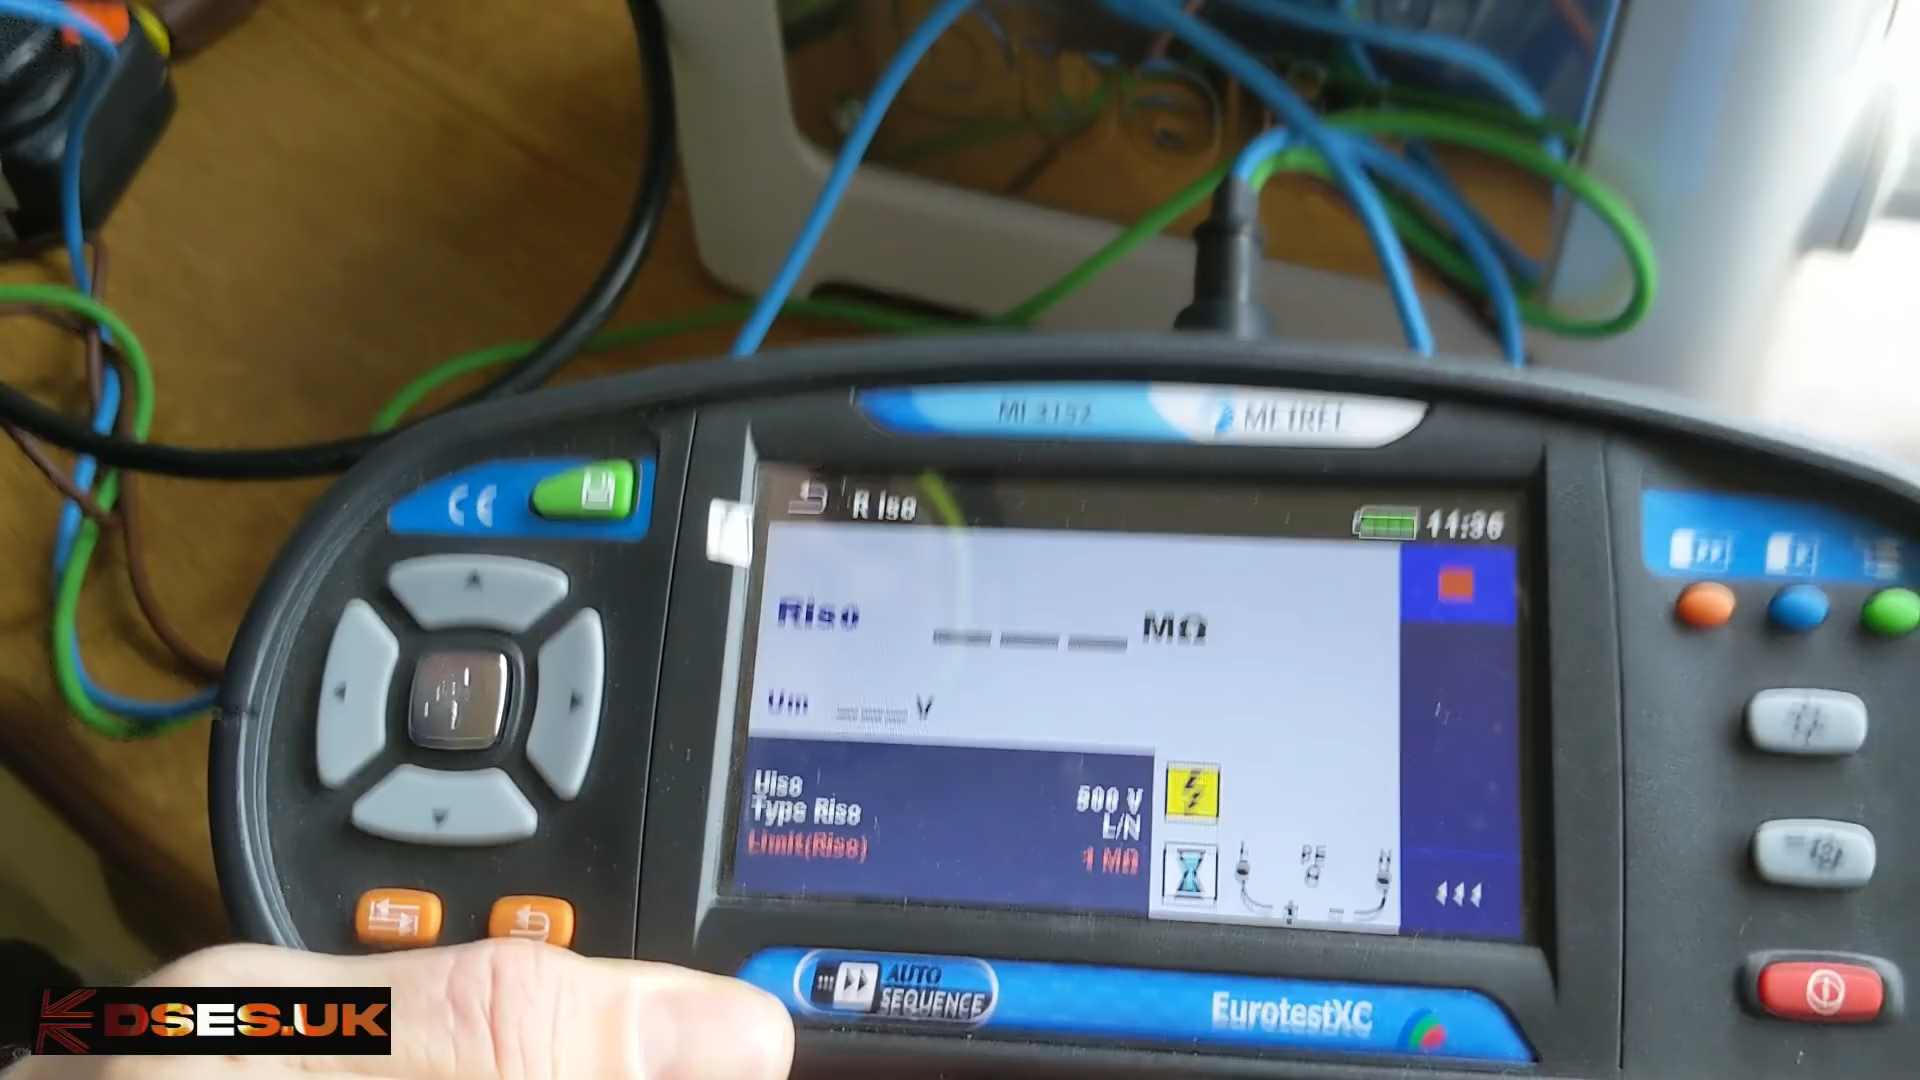 MI 3152
METREL
CE
R iso
11:36
Riso
MΩ
Um
V
Uiso
500 V
Type Riso
L/N
Limit(Riso)
1 MΩ
L
PE
N
+
−
AUTO
SEQUENCE
EurotestXC
DSES.UK